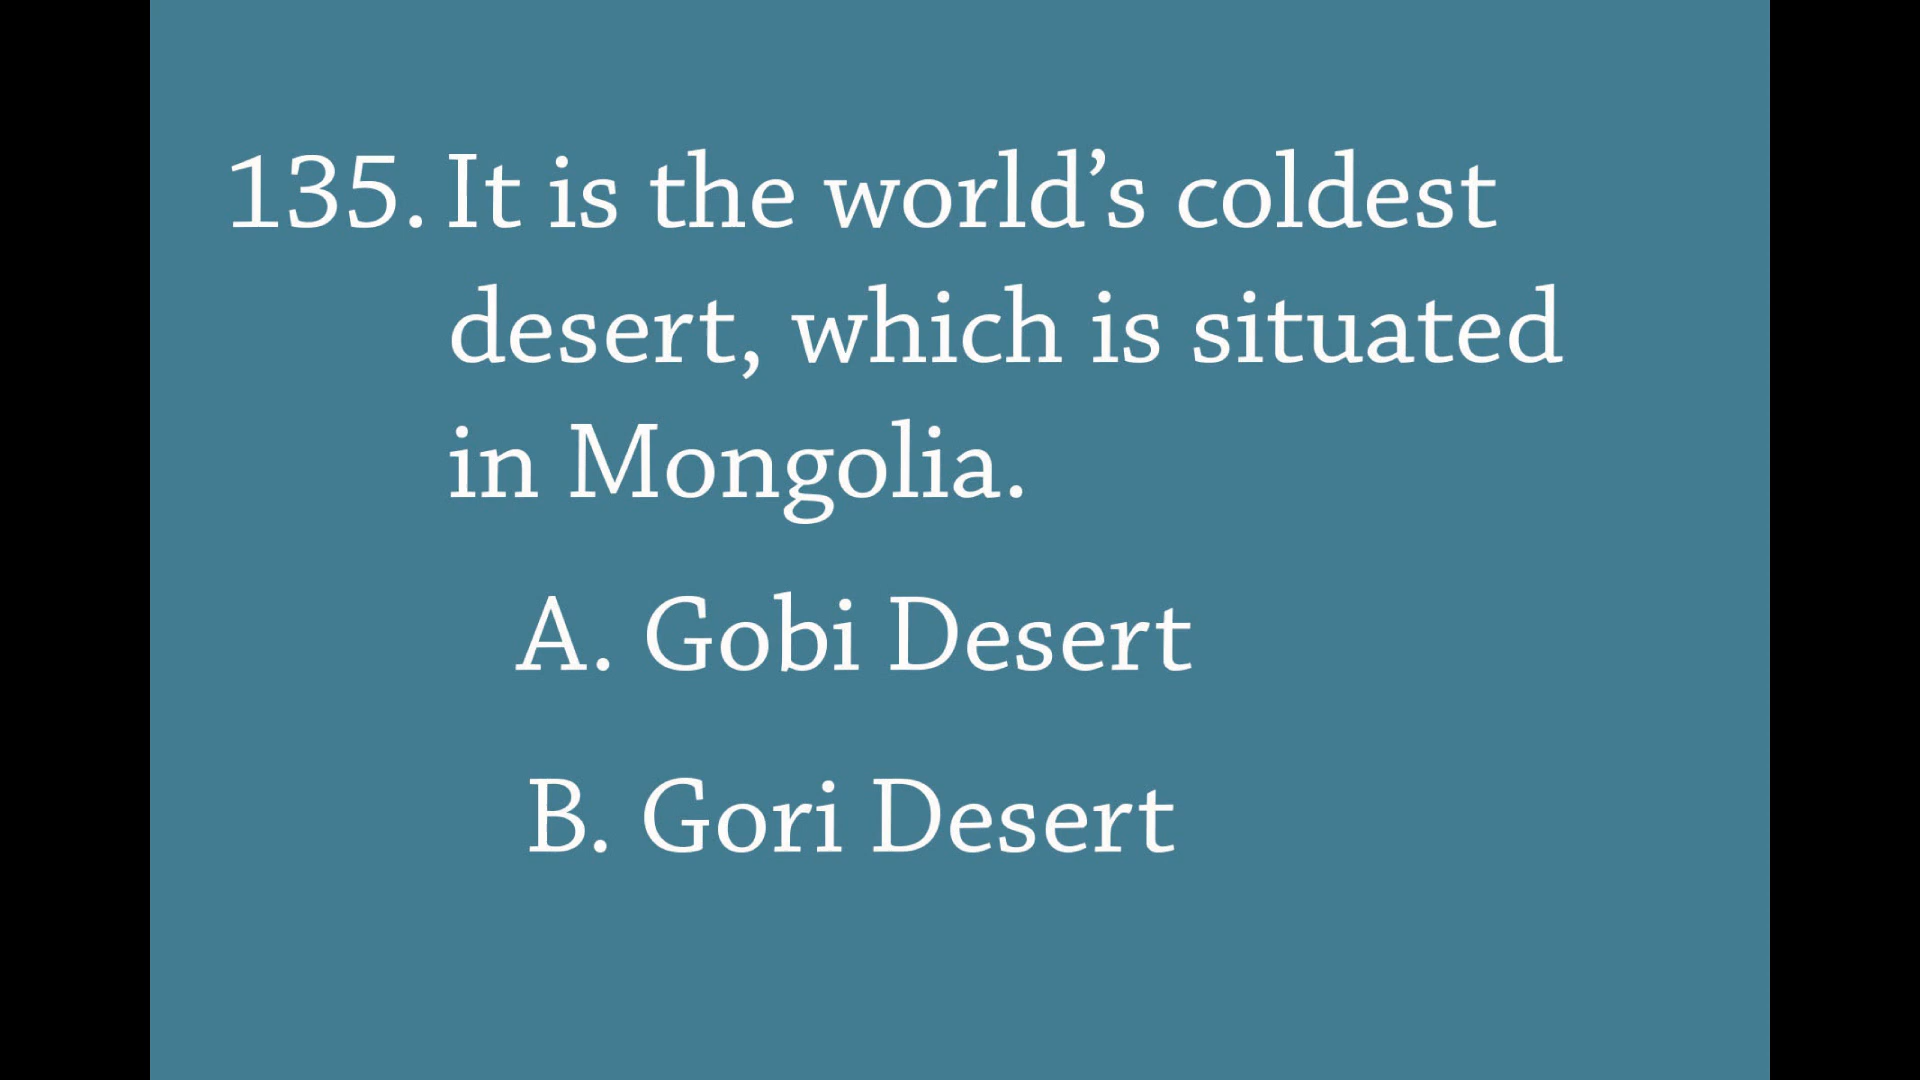 135. It is the world’s coldest
desert, which is situated
in Mongolia.
A. Gobi Desert
B. Gori Desert